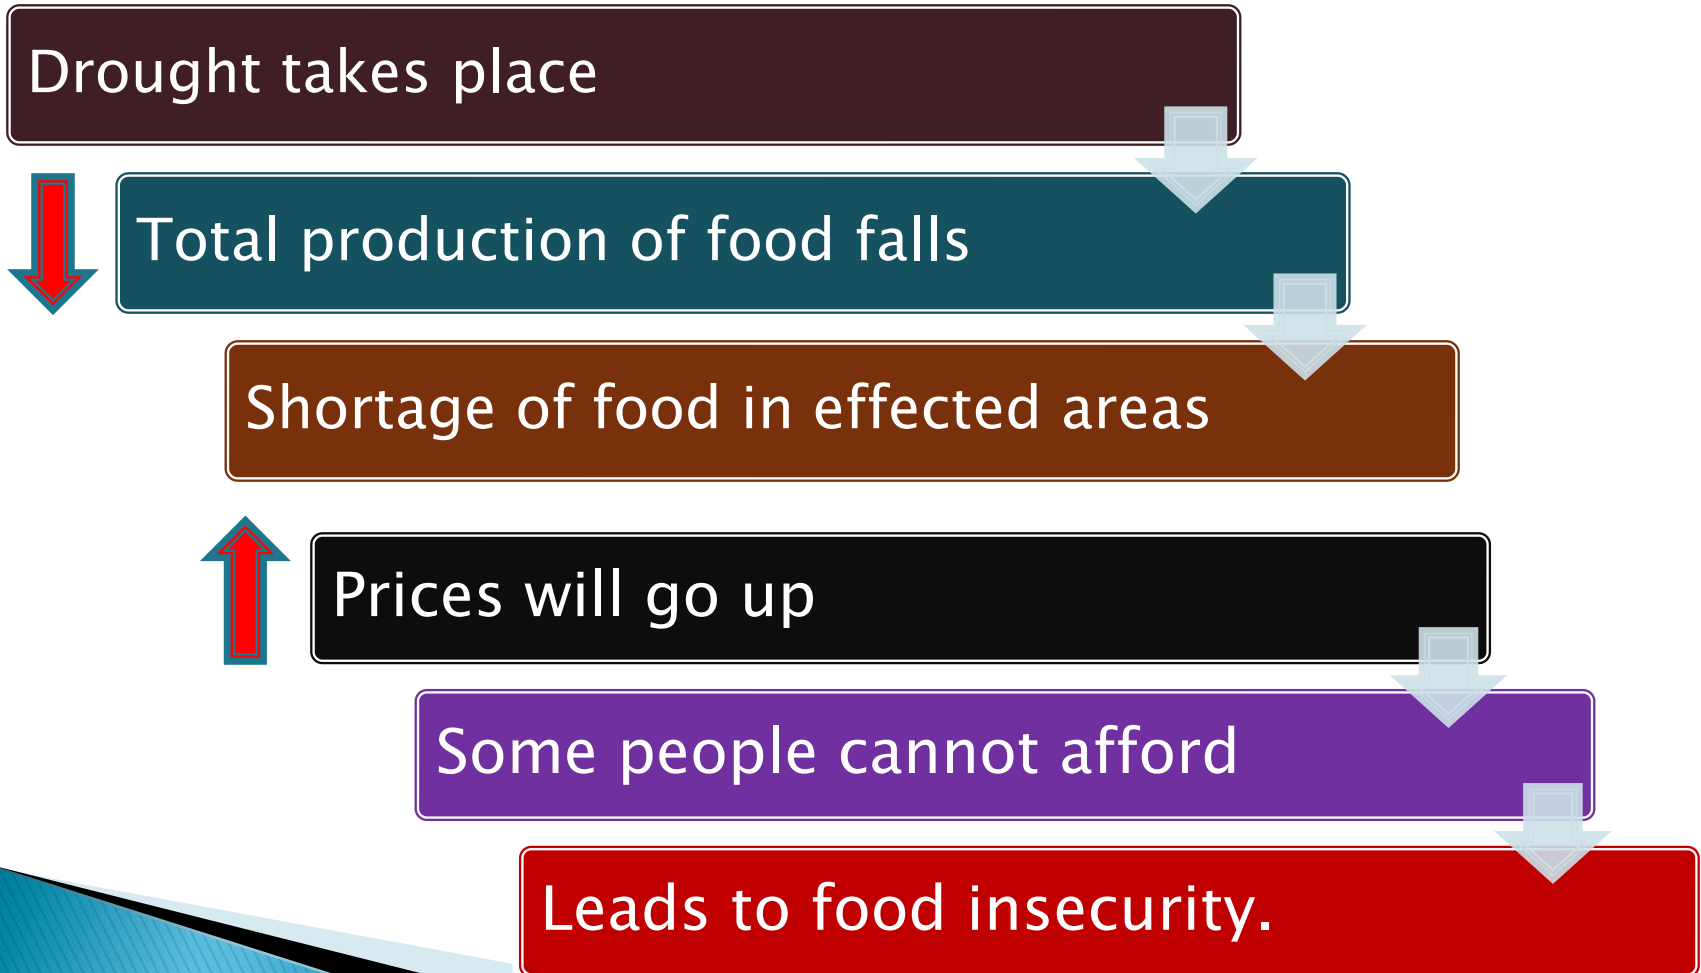 Drought takes place
Total production of food falls
Shortage of food in effected areas
Prices will go up
Some people cannot afford
Leads to food insecurity.